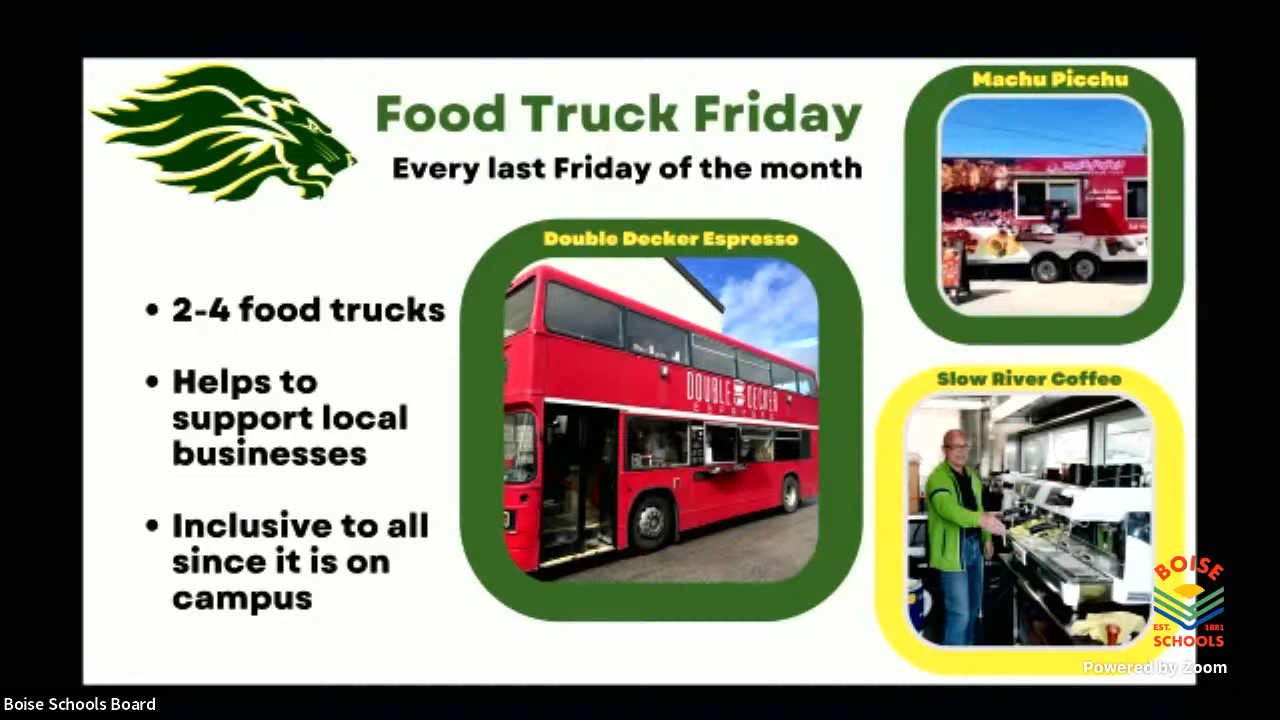 Food Truck Friday
Every last Friday of the month
Machu Picchu
Double Decker Espresso
• 2-4 food trucks
• Helps to
support local
businesses
• Inclusive to all
since it is on
campus
DOUBLE DECKER
ESPRESSO
Slow River Coffee
BOISE
EST. 1881
SCHOOLS
Powered by Zoom
Boise Schools Board